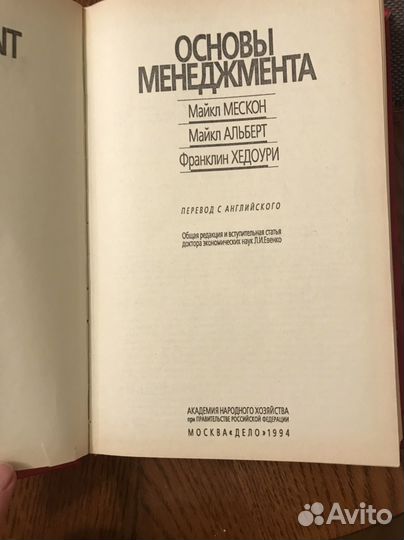 NT
ОСНОВЫ
МЕНЕДЖМЕНТА
Майкл МЕСКОН
Майкл АЛЬБЕРТ
Франклин ХЕДОУРИ
ПЕРЕВОД С АНГЛИЙСКОГО
Общая редакция и вступительная статья
доктора экономических наук Л.И.Евенко
АКАДЕМИЯ НАРОДНОГО ХОЗЯЙСТВА
при ПРАВИТЕЛЬСТВЕ РОССИЙСКОЙ ФЕДЕРАЦИИ
МОСКВА«ДЕЛО»1994
Avito